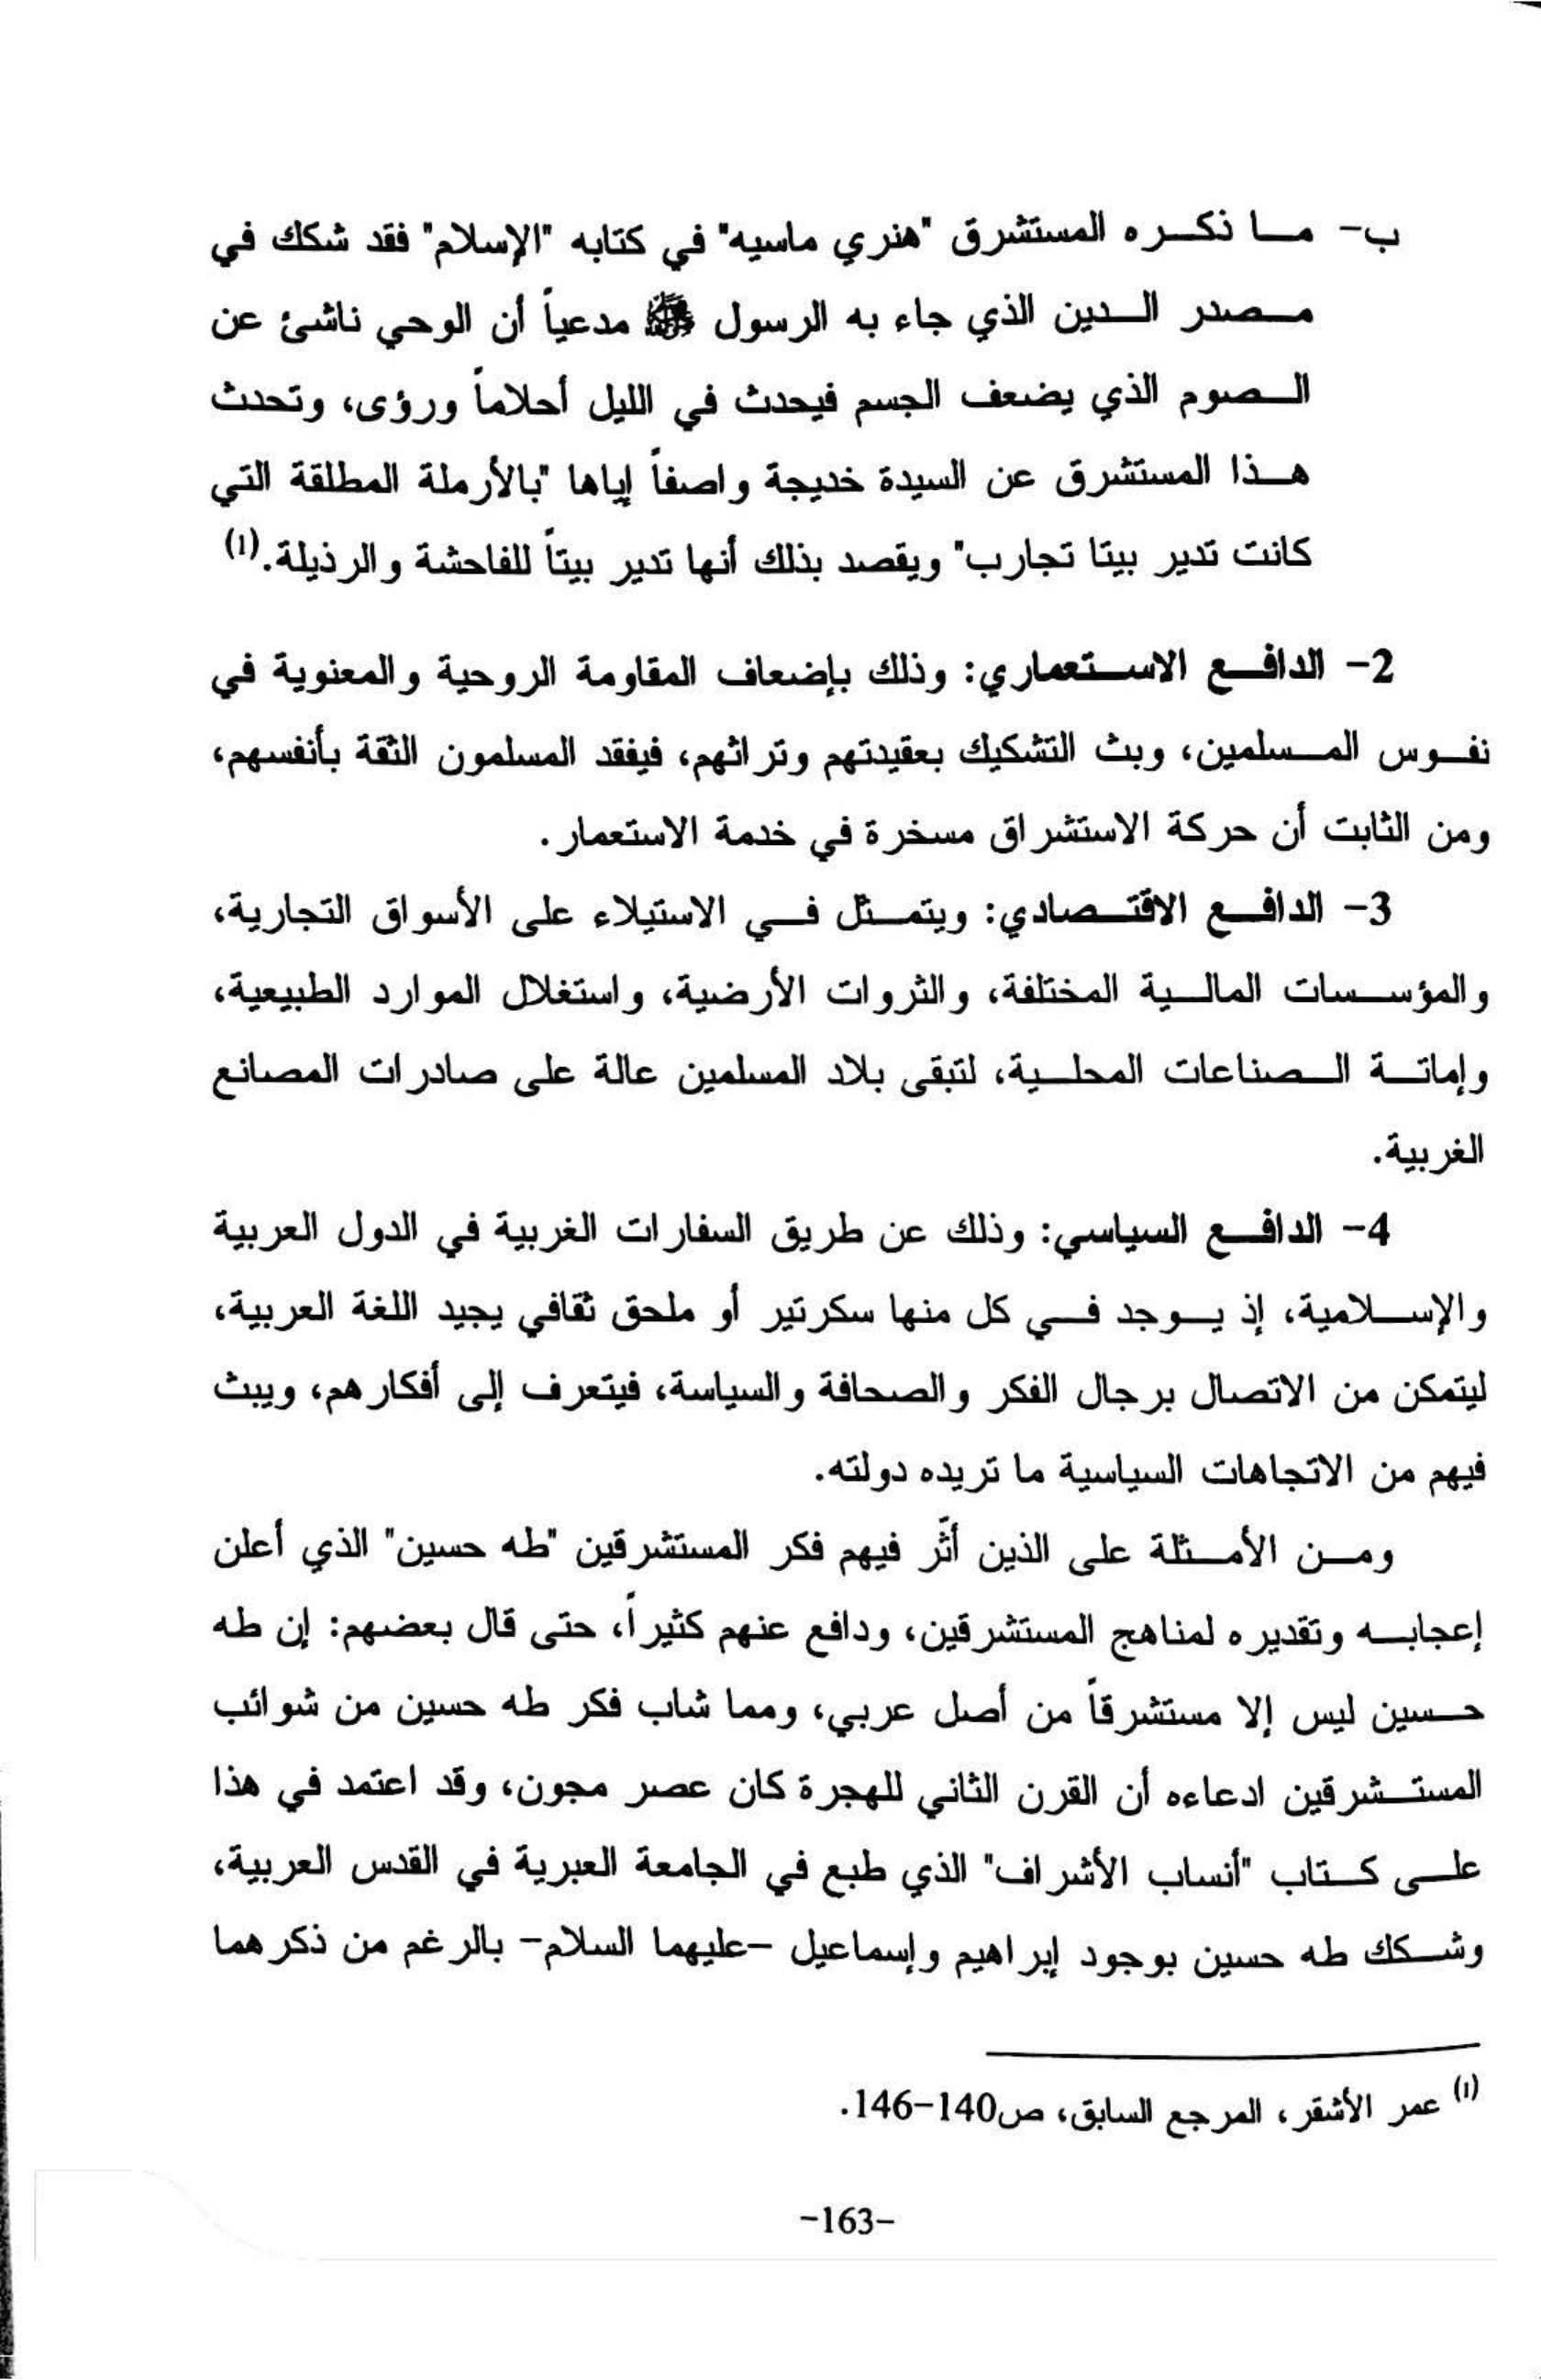 ب- ما ذكره المستشرق "هنري ماسيه" في كتابه "الإسلام" فقد شكك في
مصدر الدين الذي جاء به الرسول ﷺ مدعياً أن الوحي ناشئ عن
الصوم الذي يضعف الجسم فيحدث في الليل أحلاماً ورؤى، وتحدث
هذا المستشرق عن السيدة خديجة واصفاً إياها "بالأرملة المطلقة التي
كانت تدير بيتا تجارب" ويقصد بذلك أنها تدير بيتاً للفاحشة والرذيلة.(1)
2- الدافع الاستعماري: وذلك بإضعاف المقاومة الروحية والمعنوية في
نفوس المسلمين، وبث التشكيك بعقيدتهم وتراثهم، فيفقد المسلمون الثقة بأنفسهم،
ومن الثابت أن حركة الاستشراق مسخرة في خدمة الاستعمار.
3- الدافع الاقتصادي: ويتمثل في الاستيلاء على الأسواق التجارية،
والمؤسسات المالية المختلفة، والثروات الأرضية، واستغلال الموارد الطبيعية،
وإماتة الصناعات المحلية، لتبقى بلاد المسلمين عالة على صادرات المصانع
الغربية.
4- الدافع السياسي: وذلك عن طريق السفارات الغربية في الدول العربية
والإسلامية، إذ يوجد في كل منها سكرتير أو ملحق ثقافي يجيد اللغة العربية،
ليتمكن من الاتصال برجال الفكر والصحافة والسياسة، فيتعرف إلى أفكارهم، ويبث
فيهم من الاتجاهات السياسية ما تريده دولته.
ومن الأمثلة على الذين أثّر فيهم فكر المستشرقين "طه حسين" الذي أعلن
إعجابه وتقديره لمناهج المستشرقين، ودافع عنهم كثيراً، حتى قال بعضهم: إن طه
حسين ليس إلا مستشرقاً من أصل عربي، ومما شاب فكر طه حسين من شوائب
المستشرقين ادعاءه أن القرن الثاني للهجرة كان عصر مجون، وقد اعتمد في هذا
على كتاب "أنساب الأشراف" الذي طبع في الجامعة العبرية في القدس العربية،
وشكك طه حسين بوجود إبراهيم وإسماعيل -عليهما السلام- بالرغم من ذكرهما
(1) عمر الأشقر، المرجع السابق، ص140-146.
-163-